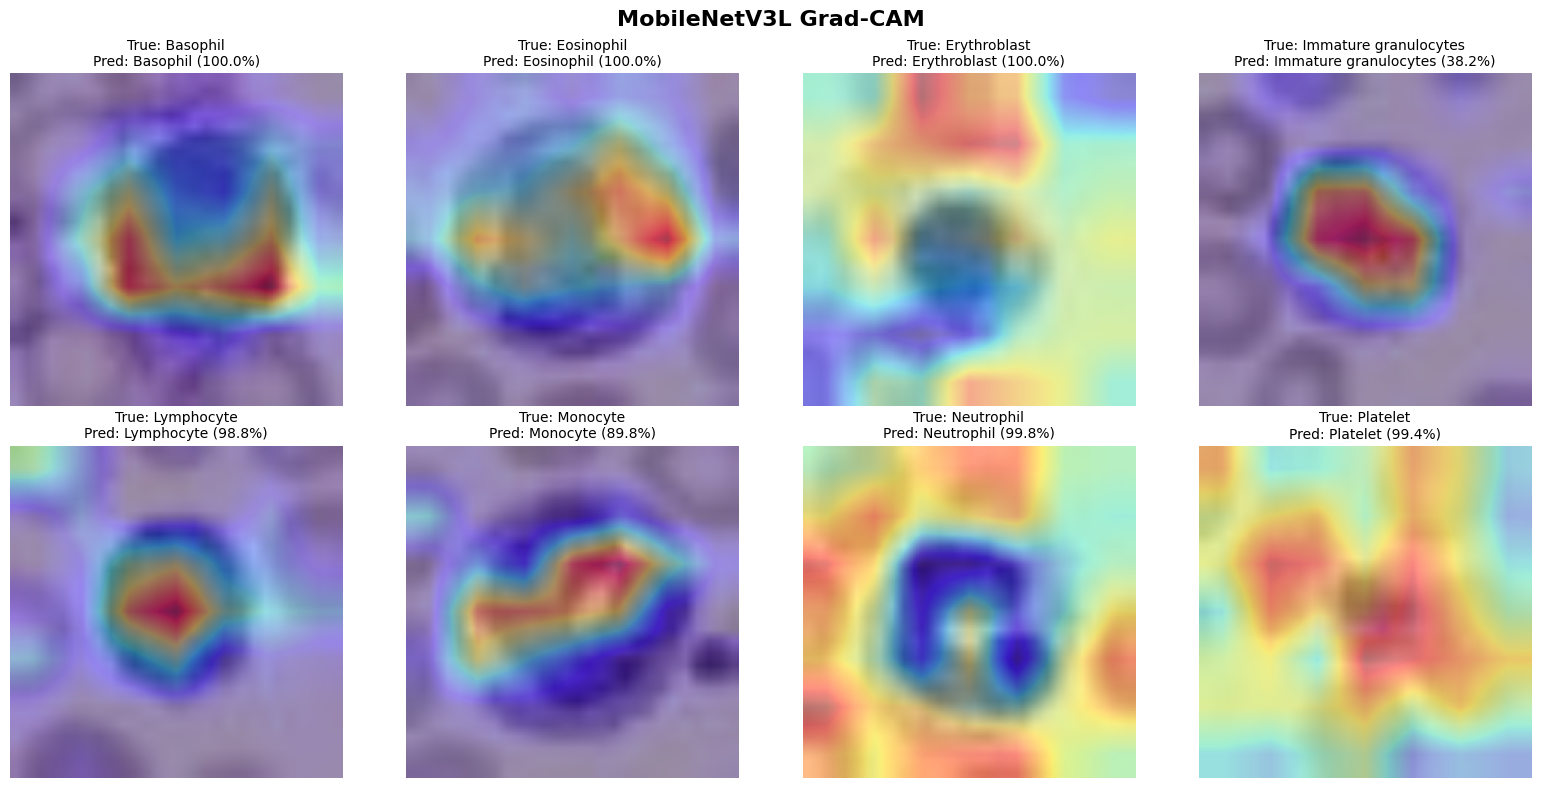 MobileNetV3L Grad-CAM
True: Basophil
Pred: Basophil (100.0%)
True: Eosinophil
Pred: Eosinophil (100.0%)
True: Erythroblast
Pred: Erythroblast (100.0%)
True: Immature granulocytes
Pred: Immature granulocytes (38.2%)
True: Lymphocyte
Pred: Lymphocyte (98.8%)
True: Monocyte
Pred: Monocyte (89.8%)
True: Neutrophil
Pred: Neutrophil (99.8%)
True: Platelet
Pred: Platelet (99.4%)